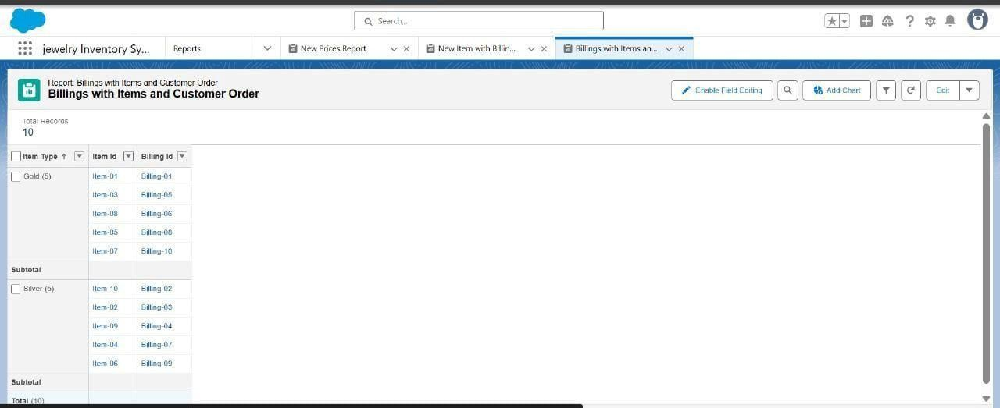 Search...
jewelry Inventory Sy...
Reports
New Prices Report
New Item with Billin...
Billings with Items an...
Report: Billings with Items and Customer Order
Billings with Items and Customer Order
Enable Field Editing
Add Chart
Edit
Total Records
10
Item Type ↑ Item Id Billing Id
Gold (5) Item-01 Billing-01
Item-03 Billing-05
Item-08 Billing-06
Item-05 Billing-08
Item-07 Billing-10
Subtotal
Silver (5) Item-10 Billing-02
Item-02 Billing-03
Item-09 Billing-04
Item-04 Billing-07
Item-06 Billing-09
Subtotal
Total (10)